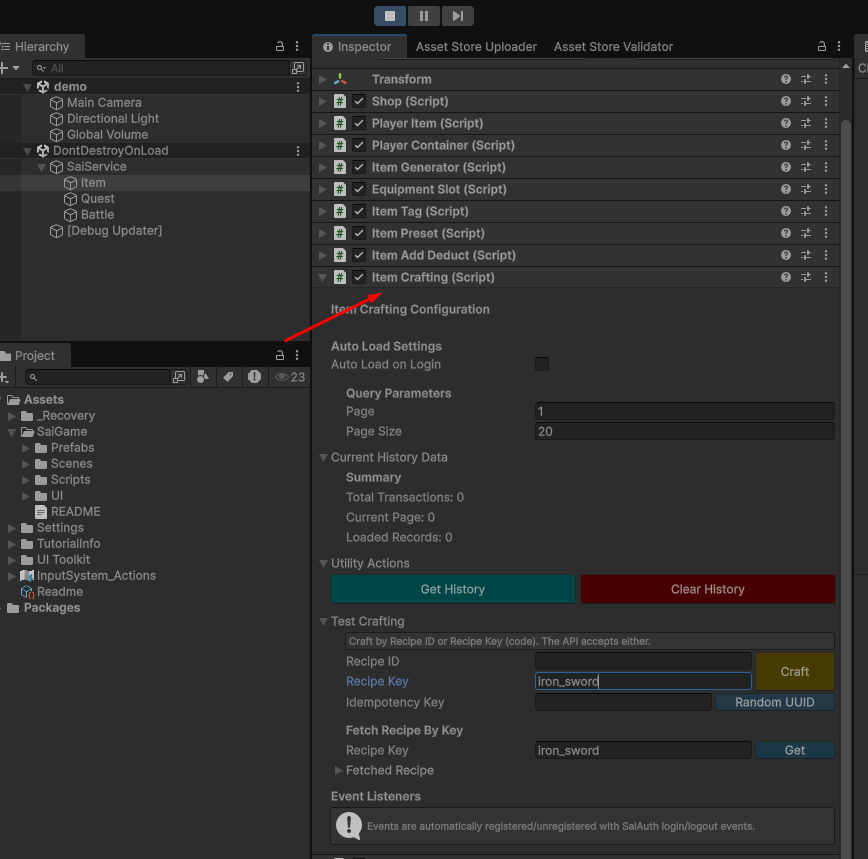 Hierarchy
All
demo
Main Camera
Directional Light
Global Volume
DontDestroyOnLoad
SaiService
Item
Quest
Battle
[Debug Updater]
Project
23
Assets
_Recovery
SaiGame
Prefabs
Scenes
Scripts
UI
README
Settings
TutorialInfo
UI Toolkit
InputSystem_Actions
Readme
Packages
Inspector Asset Store Uploader Asset Store Validator
Transform
Shop (Script)
Player Item (Script)
Player Container (Script)
Item Generator (Script)
Equipment Slot (Script)
Item Tag (Script)
Item Preset (Script)
Item Add Deduct (Script)
Item Crafting (Script)
Item Crafting Configuration
Auto Load Settings
Auto Load on Login
Query Parameters
Page 1
Page Size 20
Current History Data
Summary
Total Transactions: 0
Current Page: 0
Loaded Records: 0
Utility Actions
Get History Clear History
Test Crafting
Craft by Recipe ID or Recipe Key (code). The API accepts either.
Recipe ID
Craft
Recipe Key iron_sword
Idempotency Key Random UUID
Fetch Recipe By Key
Recipe Key iron_sword Get
Fetched Recipe
Event Listeners
Events are automatically registered/unregistered with SaiAuth login/logout events.